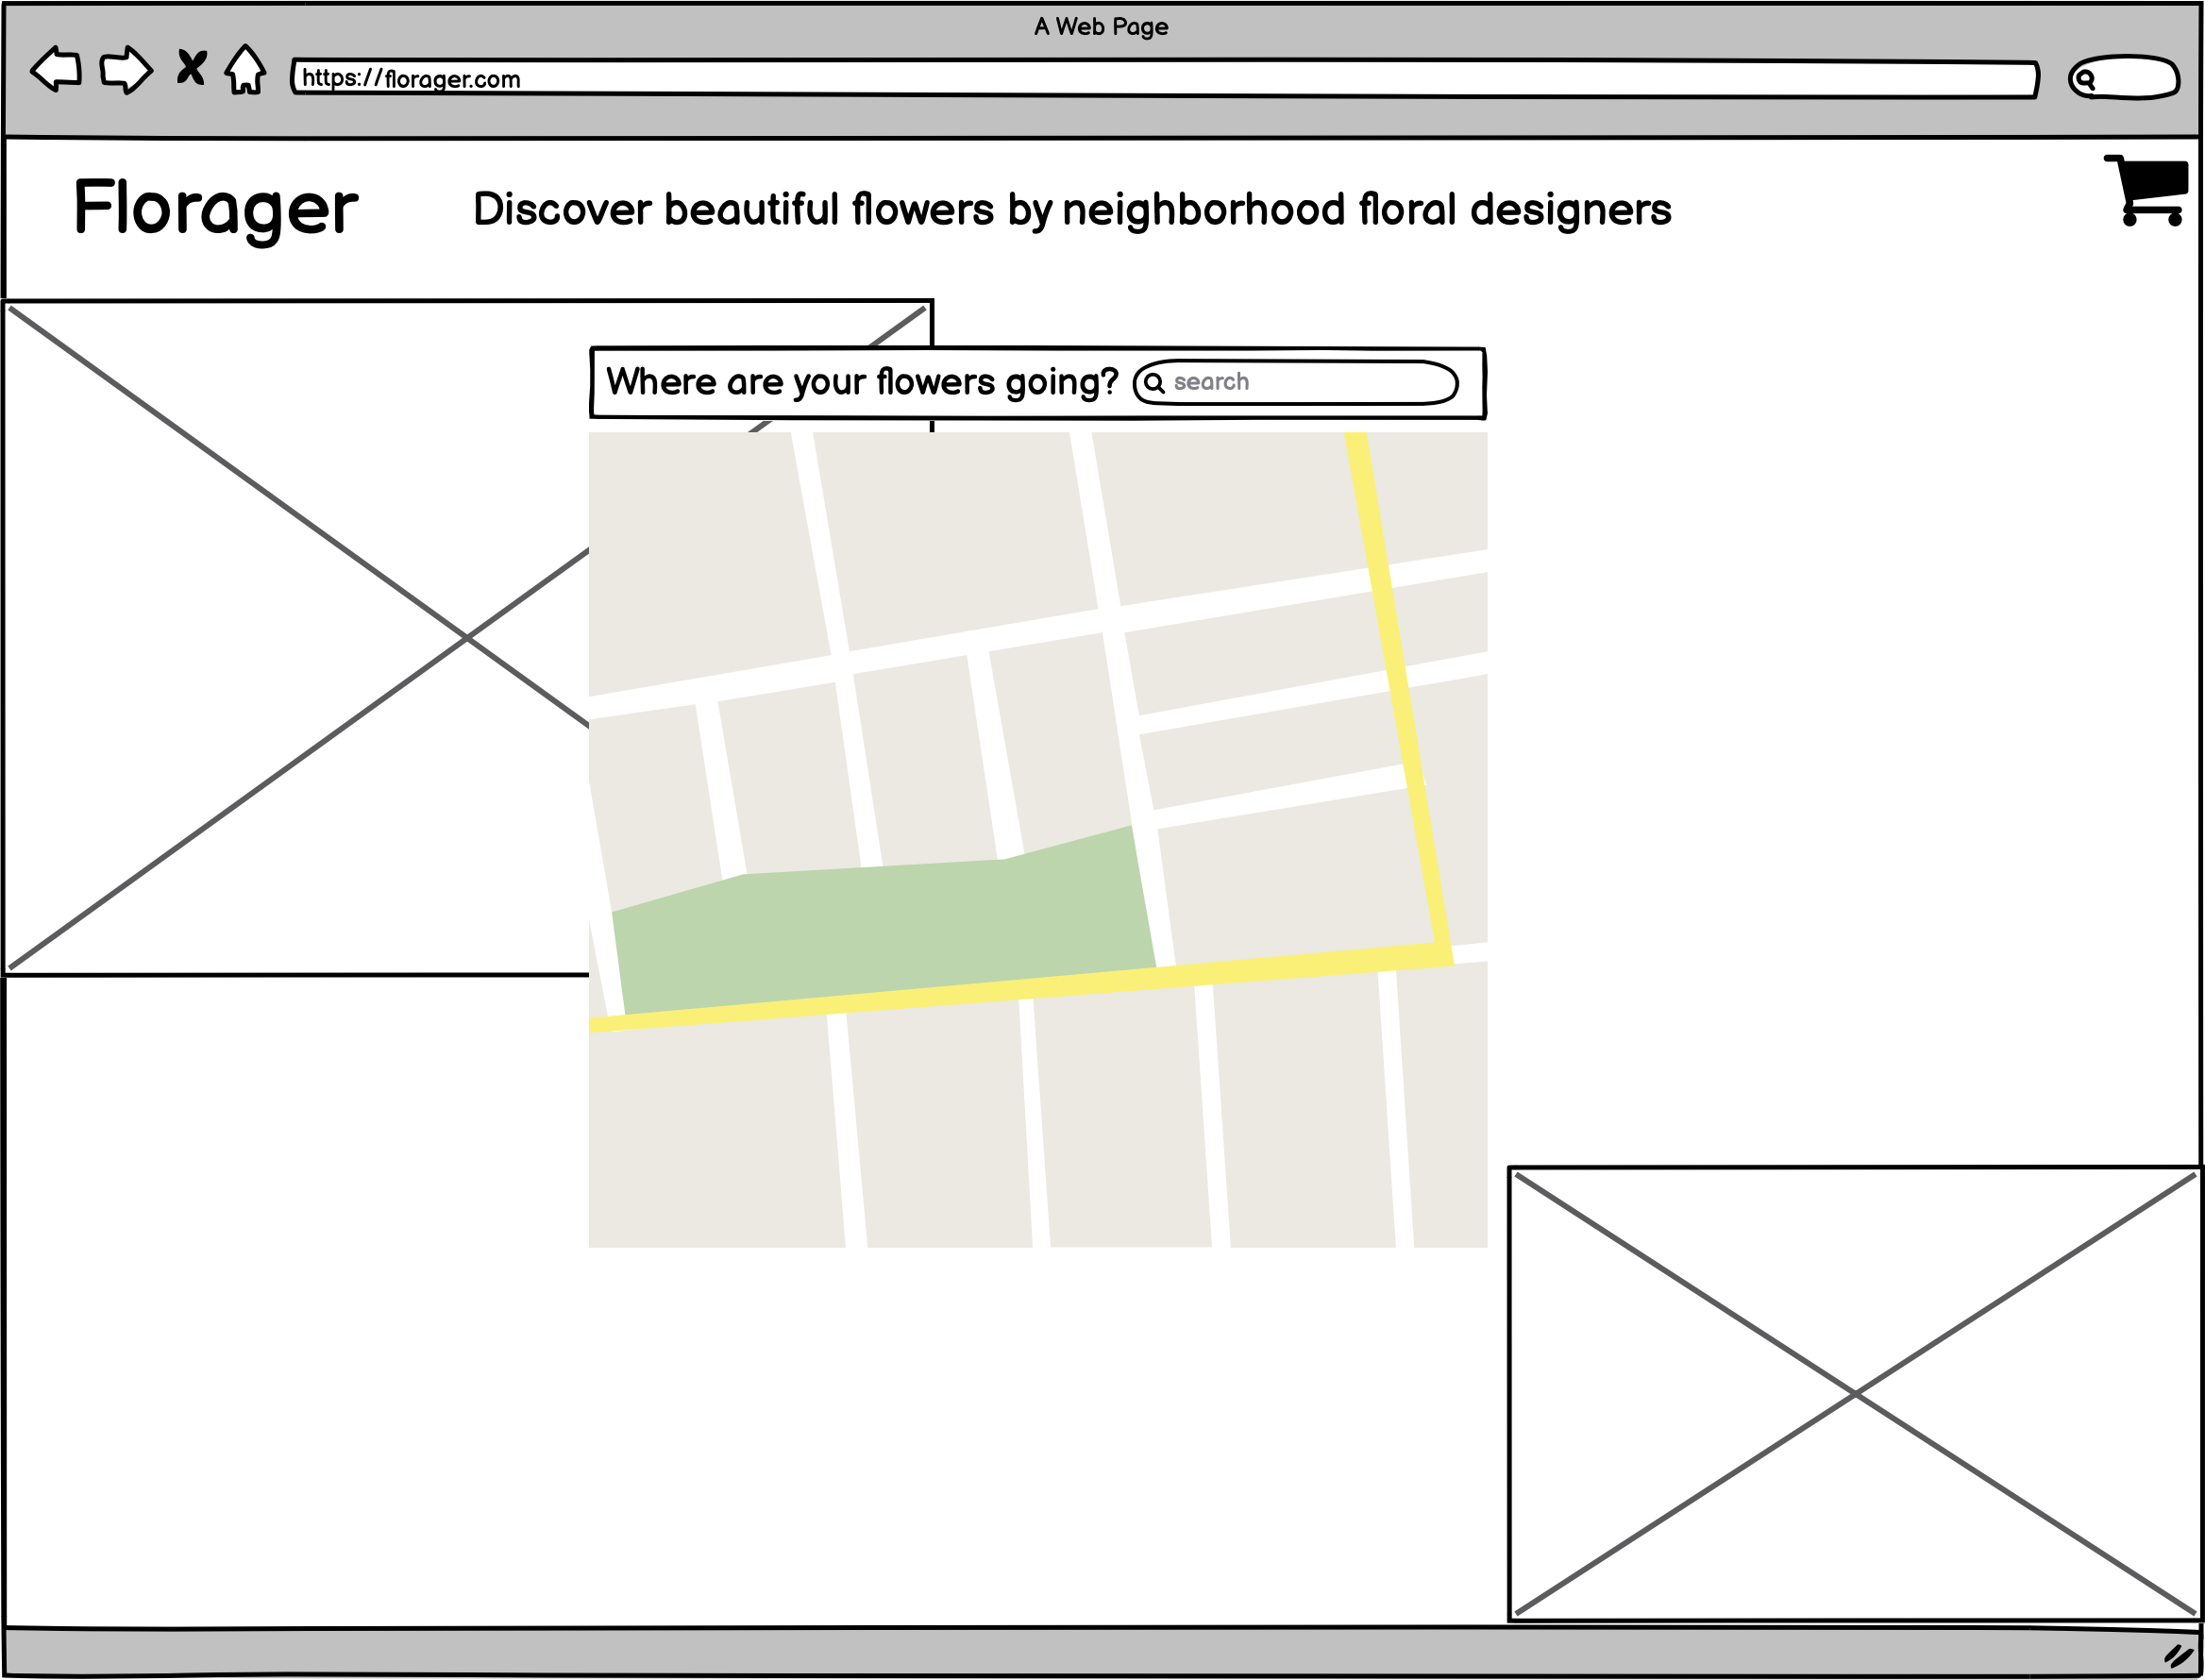 A Web Page
https://florager.com
Florager
Discover beautiful flowers by neighborhood floral designers
Where are your flowers going?
search